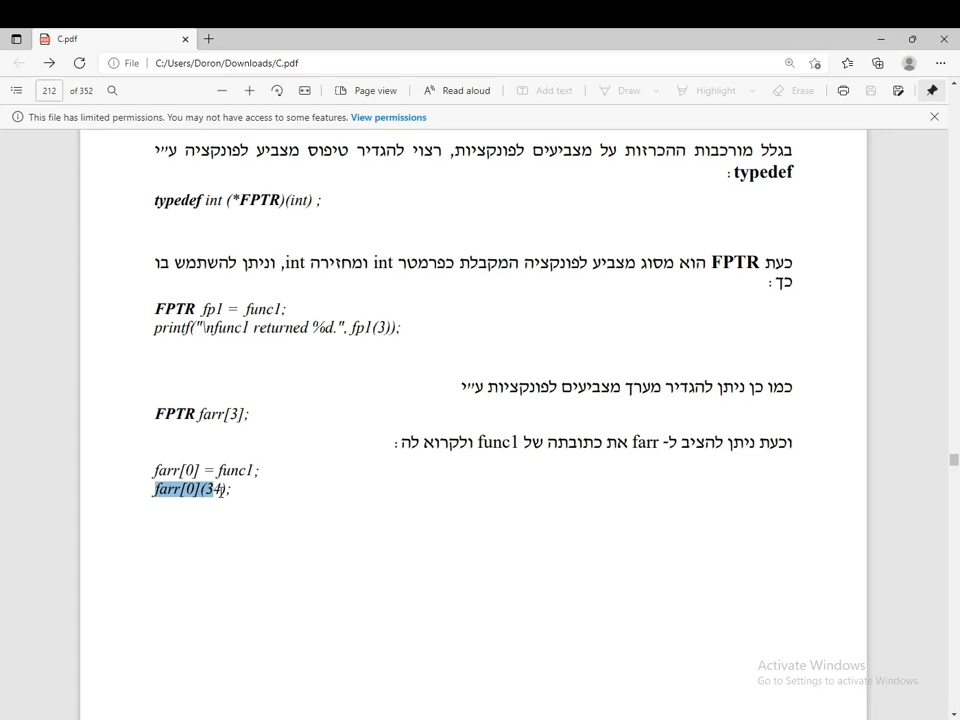 C.pdf
File
C:/Users/Doron/Downloads/C.pdf
212 of 352
Page view
Read aloud
Add text
Draw
Highlight
Erase
This file has limited permissions. You may not have access to some features. View permissions
בגלל מורכבות ההכרזות על מצביעים לפונקציות, רצוי להגדיר טיפוס מצביע לפונקציה ע״י
typedef :
typedef int (*FPTR)(int) ;
כעת FPTR הוא מסוג מצביע לפונקציה המקבלת כפרמטר int ומחזירה int, וניתן להשתמש בו
כך :
FPTR fp1 = func1;
printf("\nfunc1 returned %d.", fp1(3));
כמו כן ניתן להגדיר מערך מצביעים לפונקציות ע״י
FPTR farr[3];
וכעת ניתן להציב ל- farr את כתובתה של func1 ולקרוא לה :
farr[0] = func1;
farr[0](34);
Activate Windows
Go to Settings to activate Windows.